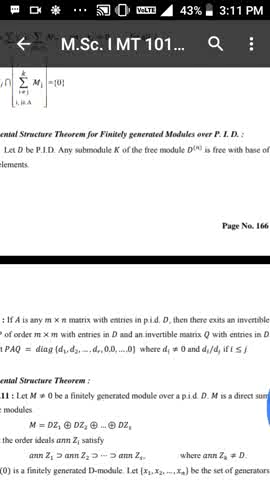 43% 3:11 PM
M.Sc. I MT 101...
k
∑ M_j ={0}
i≠j
i, j∈Λ
ental Structure Theorem for Finitely generated Modules over P. I. D. :
Let D be P.I.D. Any submodule K of the free module D⁽ⁿ⁾ is free with base of
elements.
Page No. 166
: If A is any m × n matrix with entries in p.i.d. D, then there exits an invertible
P of order m × m with entries in D and an invertible matrix Q with entries in D
t PAQ = diag {d₁, d₂, … , dᵣ, 0,0, … .0} where dᵢ ≠ 0 and dᵢ/dⱼ if i ≤ j
ental Structure Theorem :
.11 : Let M ≠ 0 be a finitely generated module over a p.i.d. D. M is a direct sum
c modules
M = DZ₁ ⊕ DZ₂ ⊕ … ⊕ DZₛ
t the order ideals ann Zᵢ satisfy
ann Z₁ ⊃ ann Z₂ ⊃ ⋯ ⊃ ann Zₛ, where ann Zₖ ≠ D.
(0) is a finitely generated D-module. Let {x₁, x₂, … , xₙ} be the set of generators